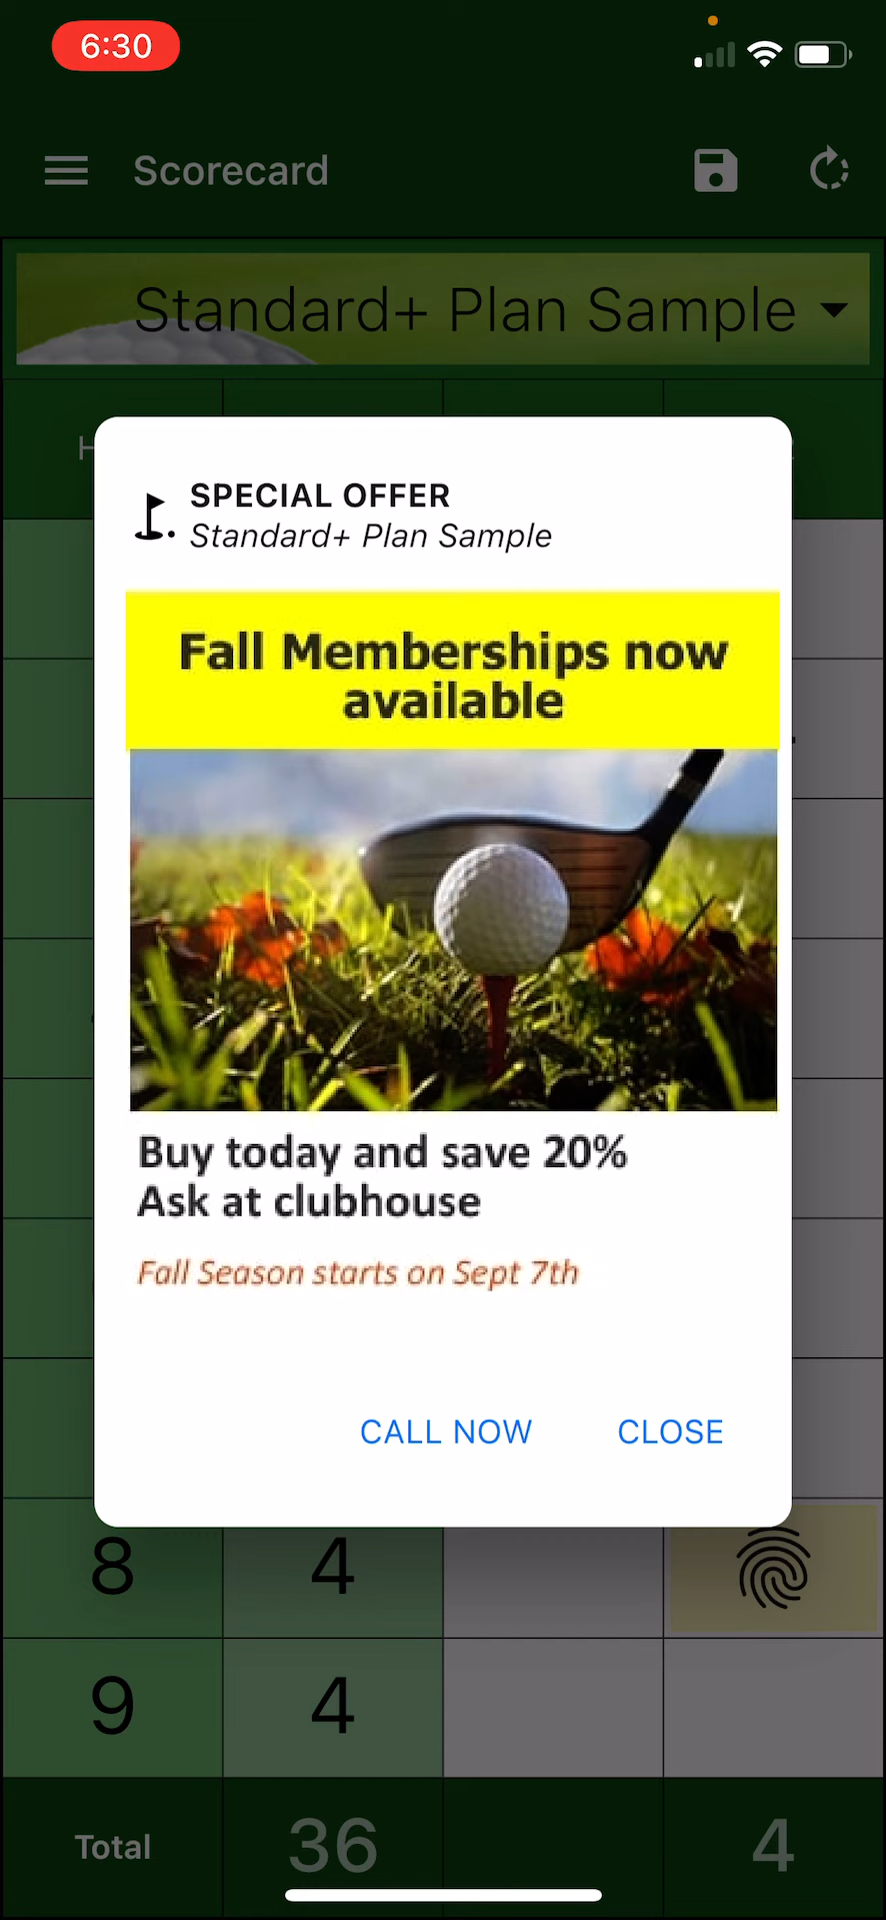 6:30
Scorecard
Standard+ Plan Sample
SPECIAL OFFER
Standard+ Plan Sample
Fall Memberships now
available
Buy today and save 20%
Ask at clubhouse
Fall Season starts on Sept 7th
CALL NOW CLOSE
8 4
9 4
Total 36 4